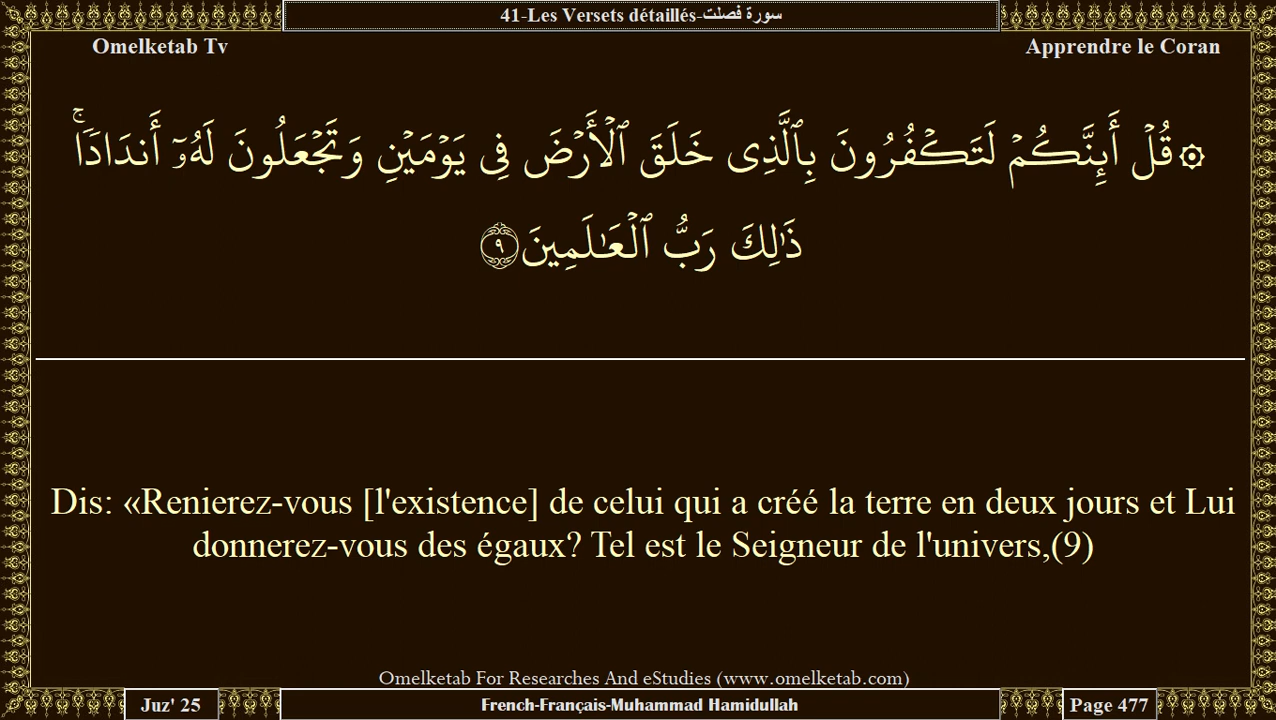 41-Les Versets détaillés-سورة فصلت
Omelketab Tv
Apprendre le Coran
۞ قُلۡ أَئِنَّكُمۡ لَتَكۡفُرُونَ بِٱلَّذِى خَلَقَ ٱلۡأَرۡضَ فِى يَوۡمَيۡنِ وَتَجۡعَلُونَ لَهُۥٓ أَندَادٗاۚ
ذَٰلِكَ رَبُّ ٱلۡعَٰلَمِينَ ٩
Dis: «Renierez-vous [l'existence] de celui qui a créé la terre en deux jours et Lui
donnerez-vous des égaux? Tel est le Seigneur de l'univers,(9)
Omelketab For Researches And eStudies (www.omelketab.com)
Juz' 25
French-Français-Muhammad Hamidullah
Page 477